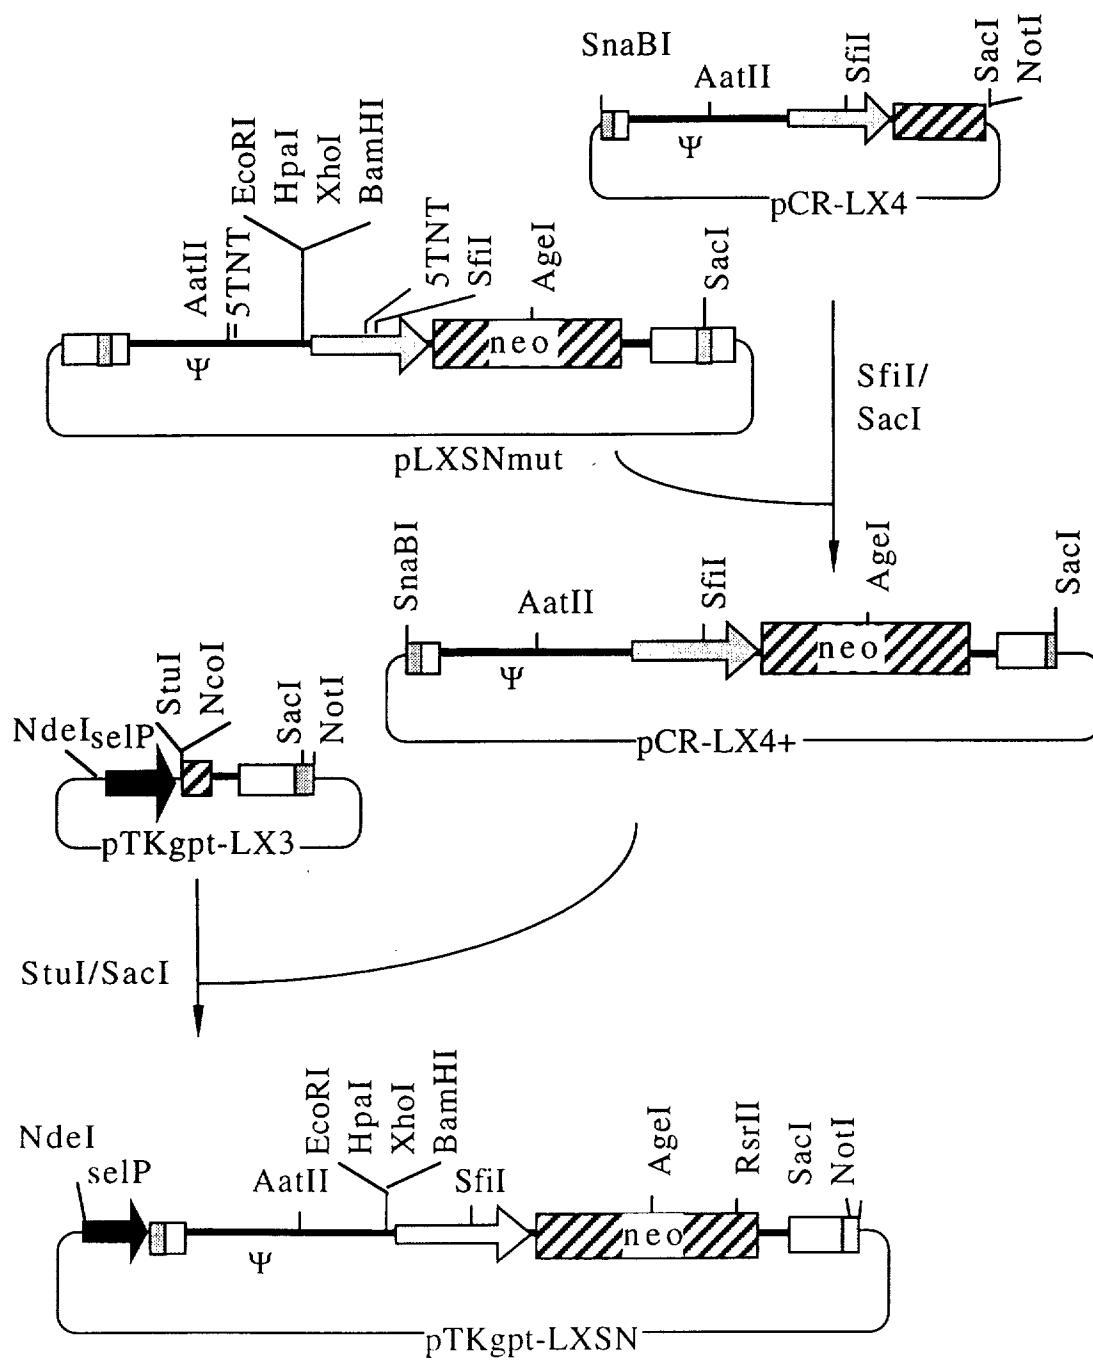 SnaBI
AatII
SfiI
SacI
NotI
Ψ
pCR-LX4
EcoRI
HpaI
XhoI
BamHI
AatII
5TNT
5TNT
SfiI
AgeI
SacI
neo
Ψ
pLXSNmut
SfiI/
SacI
SnaBI
AatII
SfiI
AgeI
SacI
neo
Ψ
pCR-LX4+
StuI
NcoI
SacI
NotI
NdeI
selP
pTKgpt-LX3
StuI/SacI
EcoRI
HpaI
XhoI
BamHI
NdeI
selP
AatII
SfiI
AgeI
RsrII
SacI
NotI
neo
Ψ
pTKgpt-LXSN